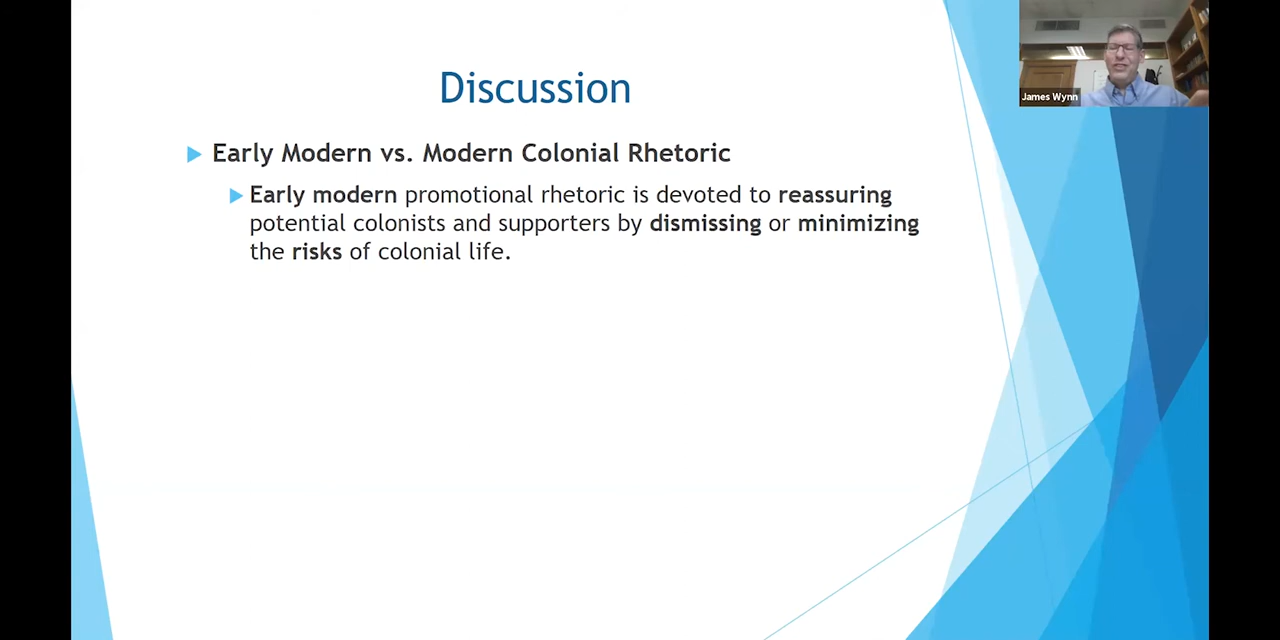 Discussion
Early Modern vs. Modern Colonial Rhetoric
Early modern promotional rhetoric is devoted to reassuring
potential colonists and supporters by dismissing or minimizing
the risks of colonial life.
James Wynn